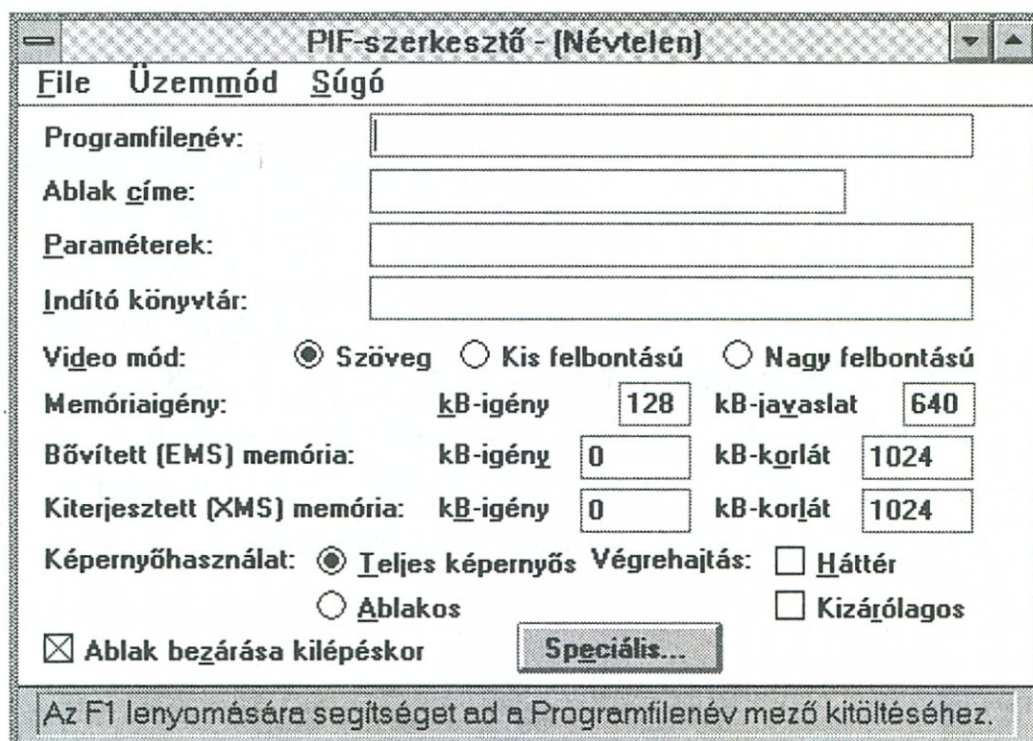 PIF-szerkesztő - (Névtelen)
File Üzemmód Súgó
Programfilenév:
Ablak címe:
Paraméterek:
Indító könyvtár:
Video mód: Szöveg Kis felbontású Nagy felbontású
Memóriaigény: kB-igény 128 kB-javaslat 640
Bővített (EMS) memória: kB-igény 0 kB-korlát 1024
Kiterjesztett (XMS) memória: kB-igény 0 kB-korlát 1024
Képernyőhasználat: Teljes képernyős Végrehajtás: Háttér
Ablakos Kizárólagos
Ablak bezárása kilépéskor Speciális...
Az F1 lenyomására segítséget ad a Programfilenév mező kitöltéséhez.